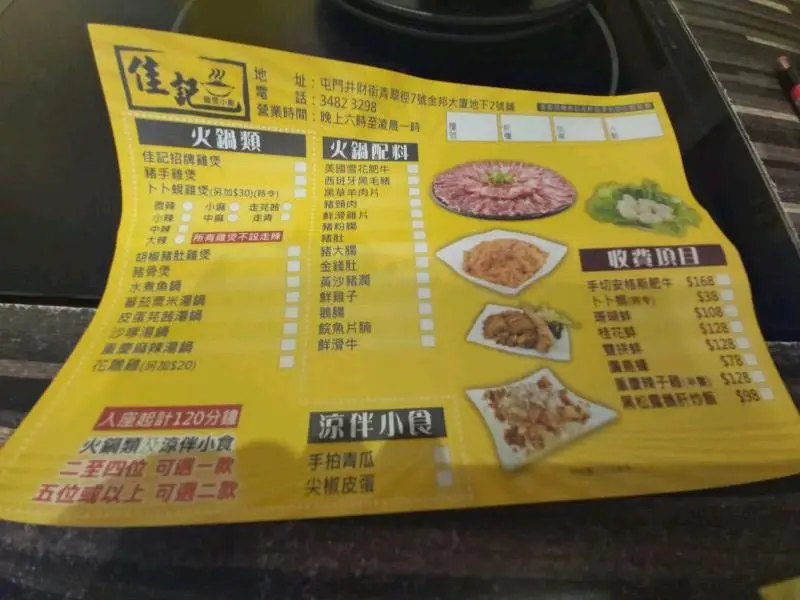 佳記
雞煲小廚
地 址：屯門井財街青翠徑7號金邦大廈地下2號舖
電 話：3482 3298
營業時間：晚上六時至凌晨一時
火鍋類
佳記招牌雞煲
豬手雞煲
卜卜蜆雞煲(另加$30)(時令)
微辣 小麻 走芫茜
小辣 中麻 走青
中辣
大辣 所有雞煲不設走辣
胡椒豬肚雞煲
豬骨煲
水煮魚鍋
蕃茄粟米湯鍋
皮蛋芫茜湯鍋
沙嗲湯鍋
重慶麻辣湯鍋
花雕雞(另加$20)
入座起計120分鐘
火鍋類及涼伴小食
二至四位 可選一款
五位或以上 可選二款
火鍋配料
美國雪花肥牛
西班牙黑毛豬
黑草羊肉片
豬頸肉
鮮滑雞片
豬粉腸
豬肚
豬大腸
金錢肚
黃沙豬潤
鮮雞子
鵝腸
鯇魚片腩
鮮滑牛
涼伴小食
手拍青瓜
尖椒皮蛋
收費項目
手切安格斯肥牛 $168
卜卜蜆(時令) $38
珊瑚蚌 $108
桂花蚌 $128
雙拼蚌 $128
$78
重慶辣子雞(半隻) $128
黑松露鵝肝炒飯 $98